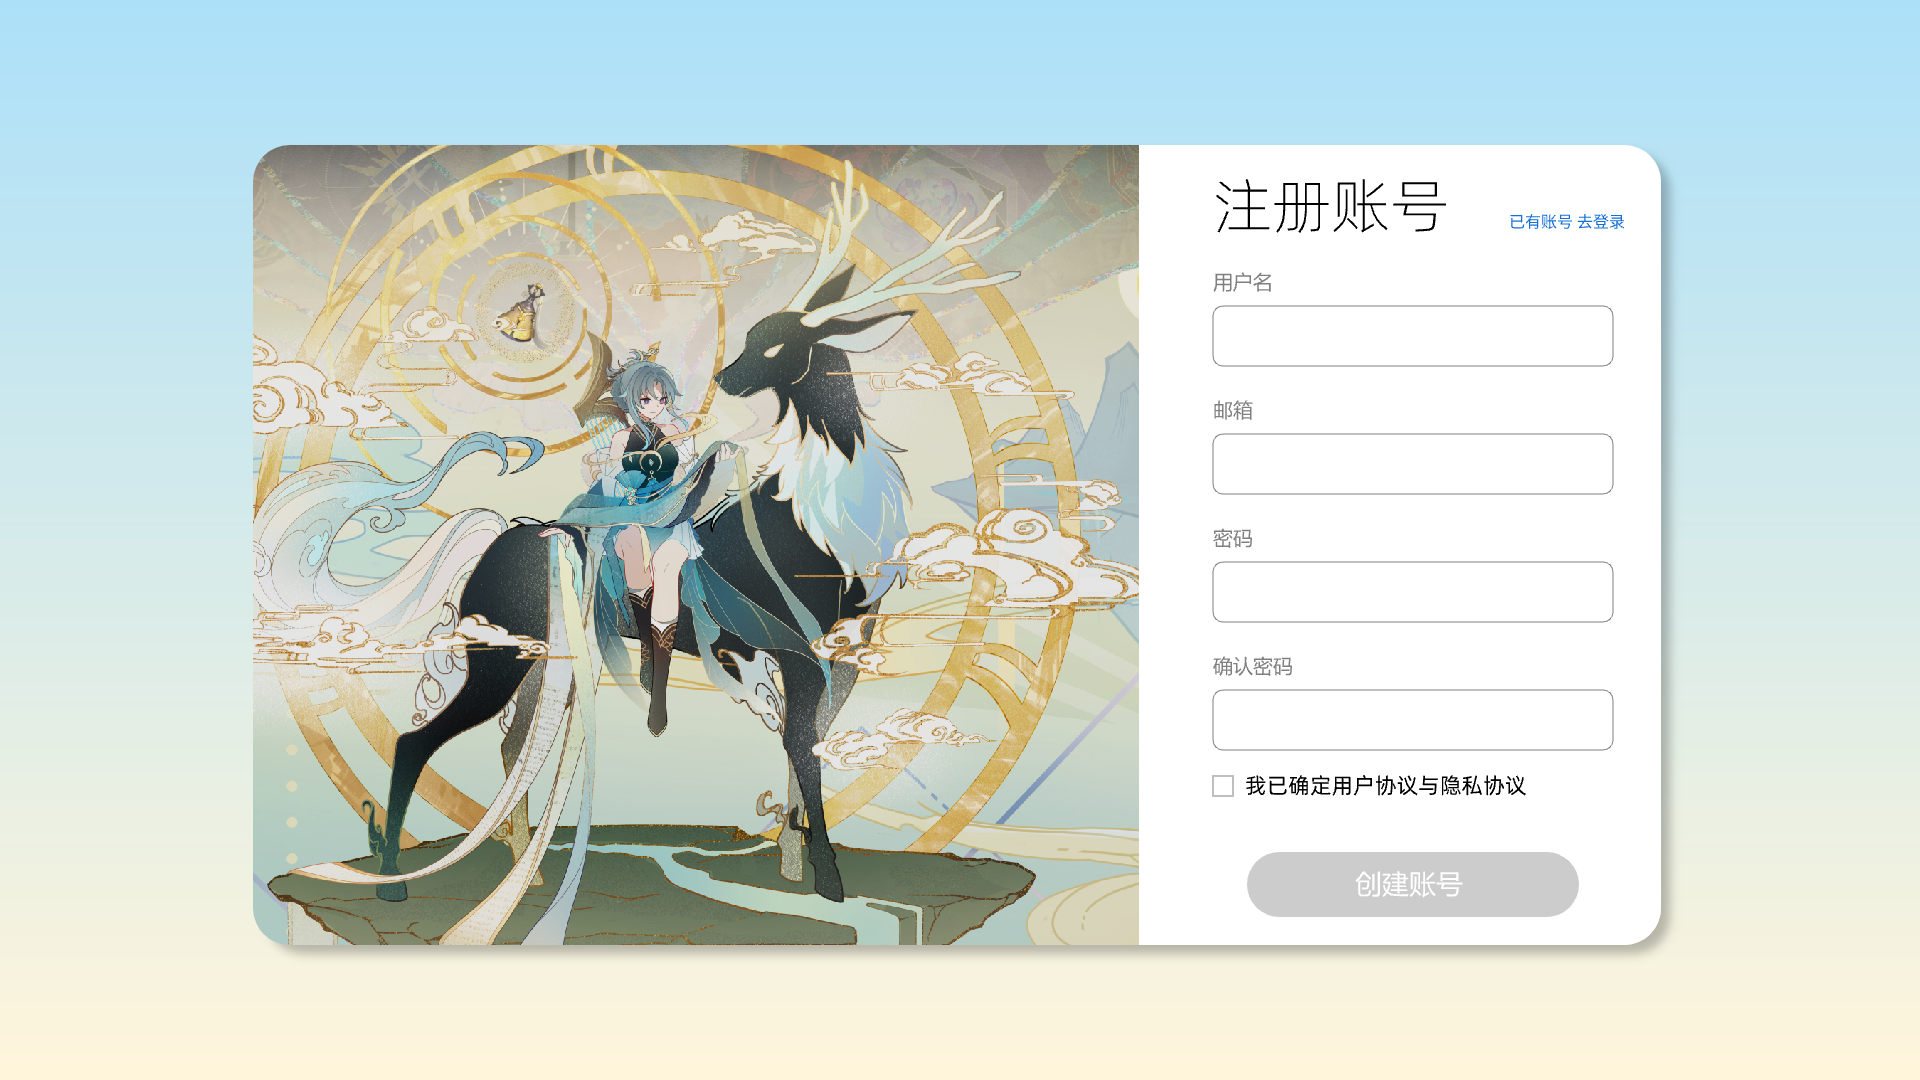 注册账号
已有账号 去登录
用户名
邮箱
密码
确认密码
我已确定用户协议与隐私协议
创建账号